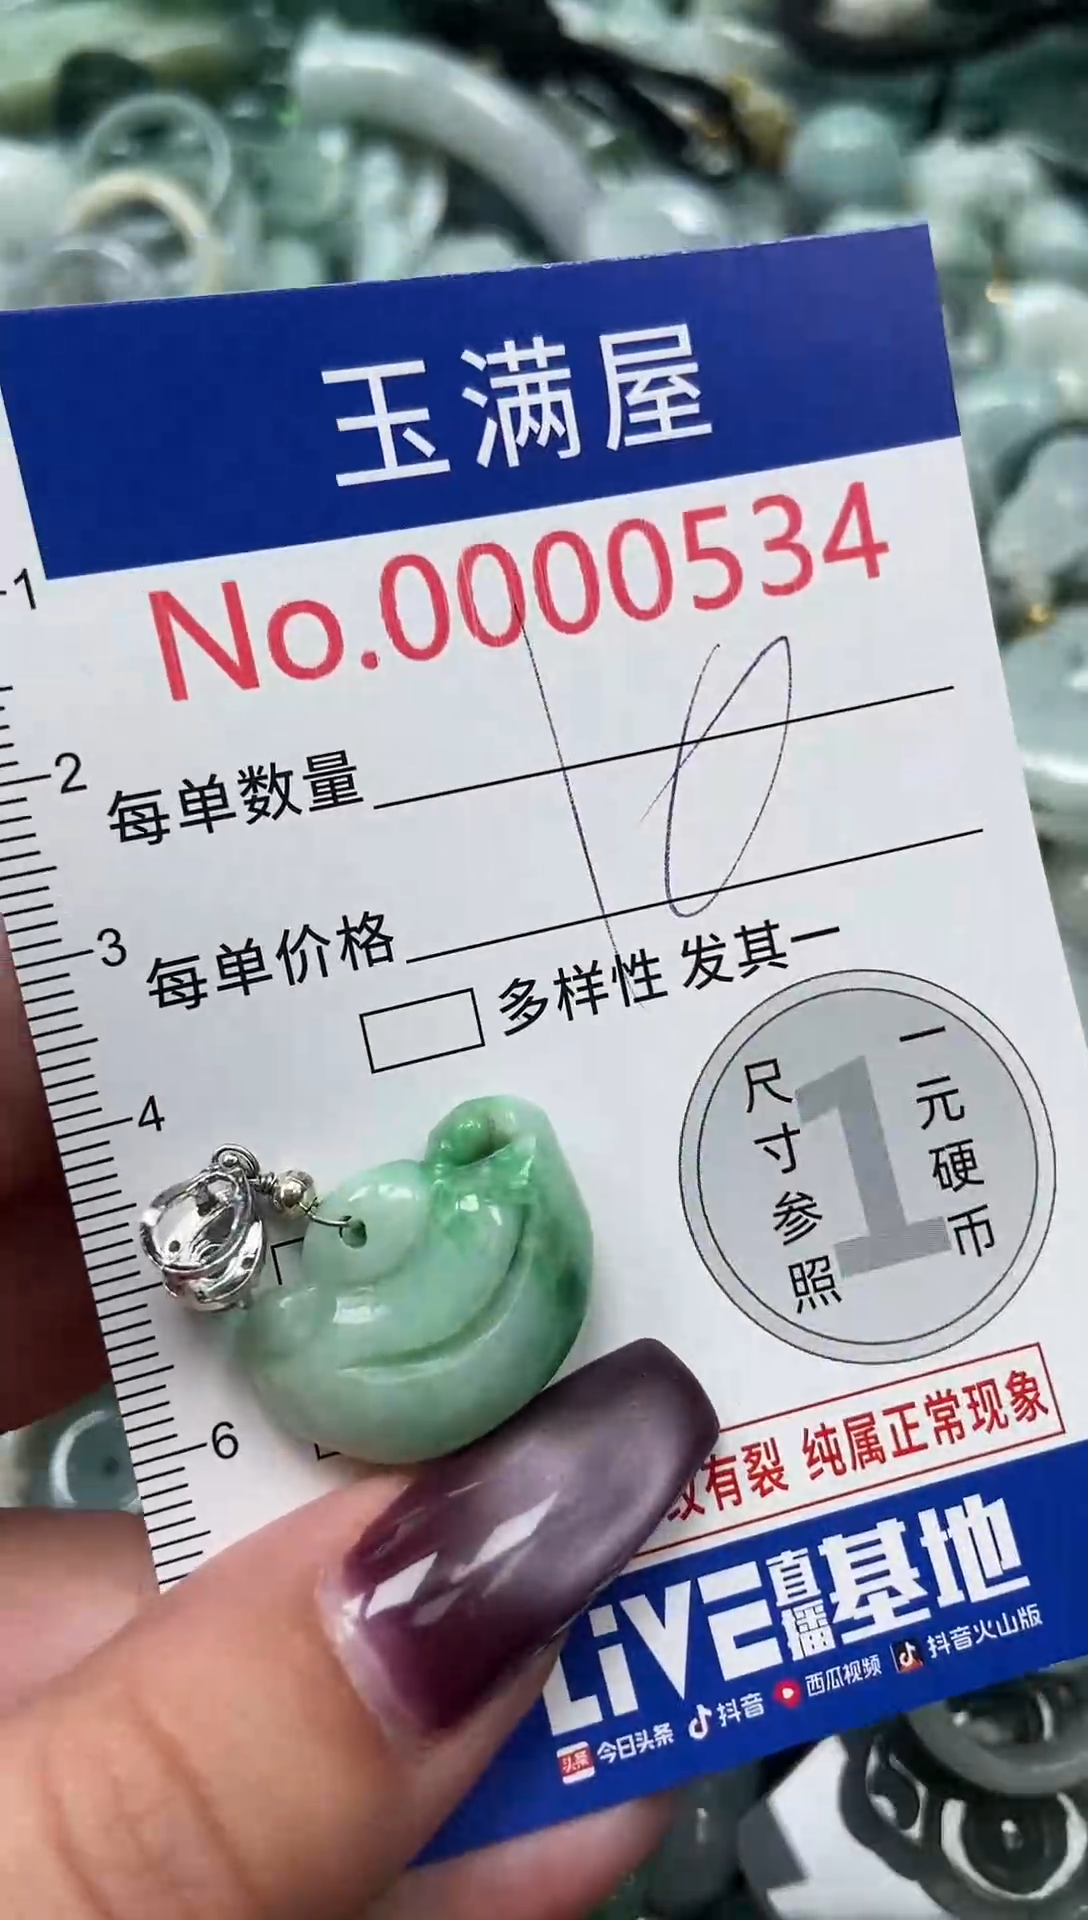 玉满屋
No.0000534
1
2
每单数量
10
3
每单价格
多样性 发其一
4
尺寸参照
1
一元硬币
6
有裂 纯属正常现象
LiVE直播基地
头条 今日头条 抖音 西瓜视频 抖音火山版